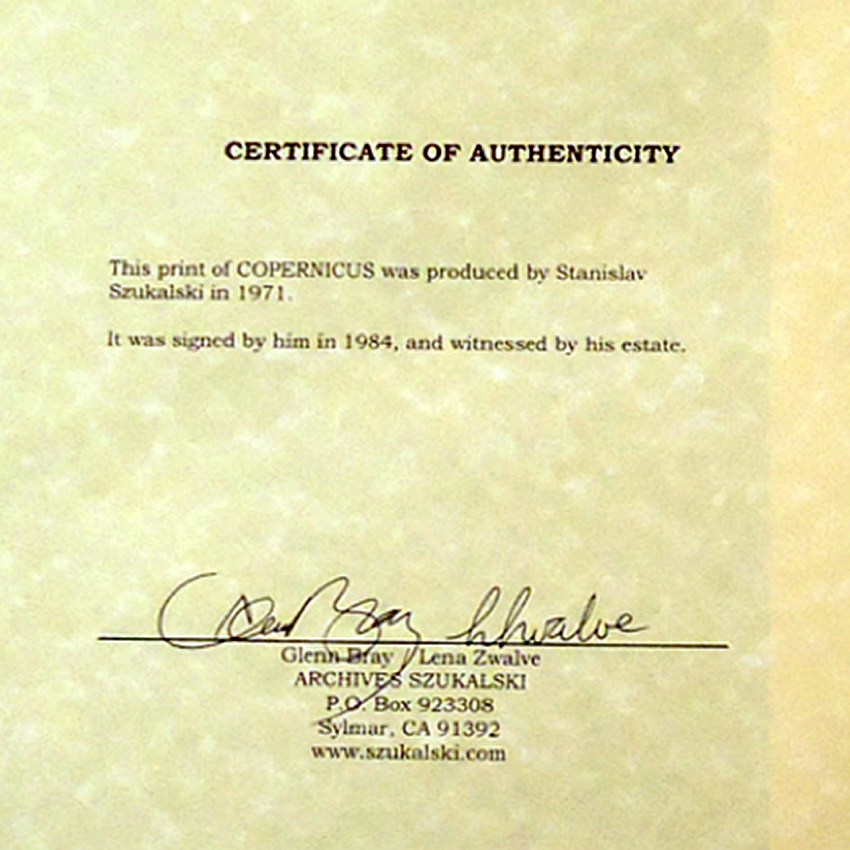 CERTIFICATE OF AUTHENTICITY
This print of COPERNICUS was produced by Stanislav
Szukalski in 1971.
It was signed by him in 1984, and witnessed by his estate.
Glenn Bray / Lena Zwalve
ARCHIVES SZUKALSKI
P.O. Box 923308
Sylmar, CA 91392
www.szukalski.com